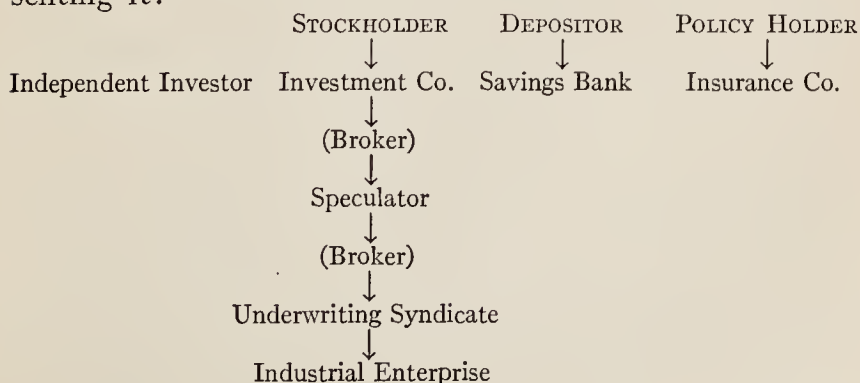 senting it:
STOCKHOLDER DEPOSITOR POLICY HOLDER
Independent Investor Investment Co. Savings Bank Insurance Co.
(Broker)
Speculator
(Broker)
Underwriting Syndicate
Industrial Enterprise